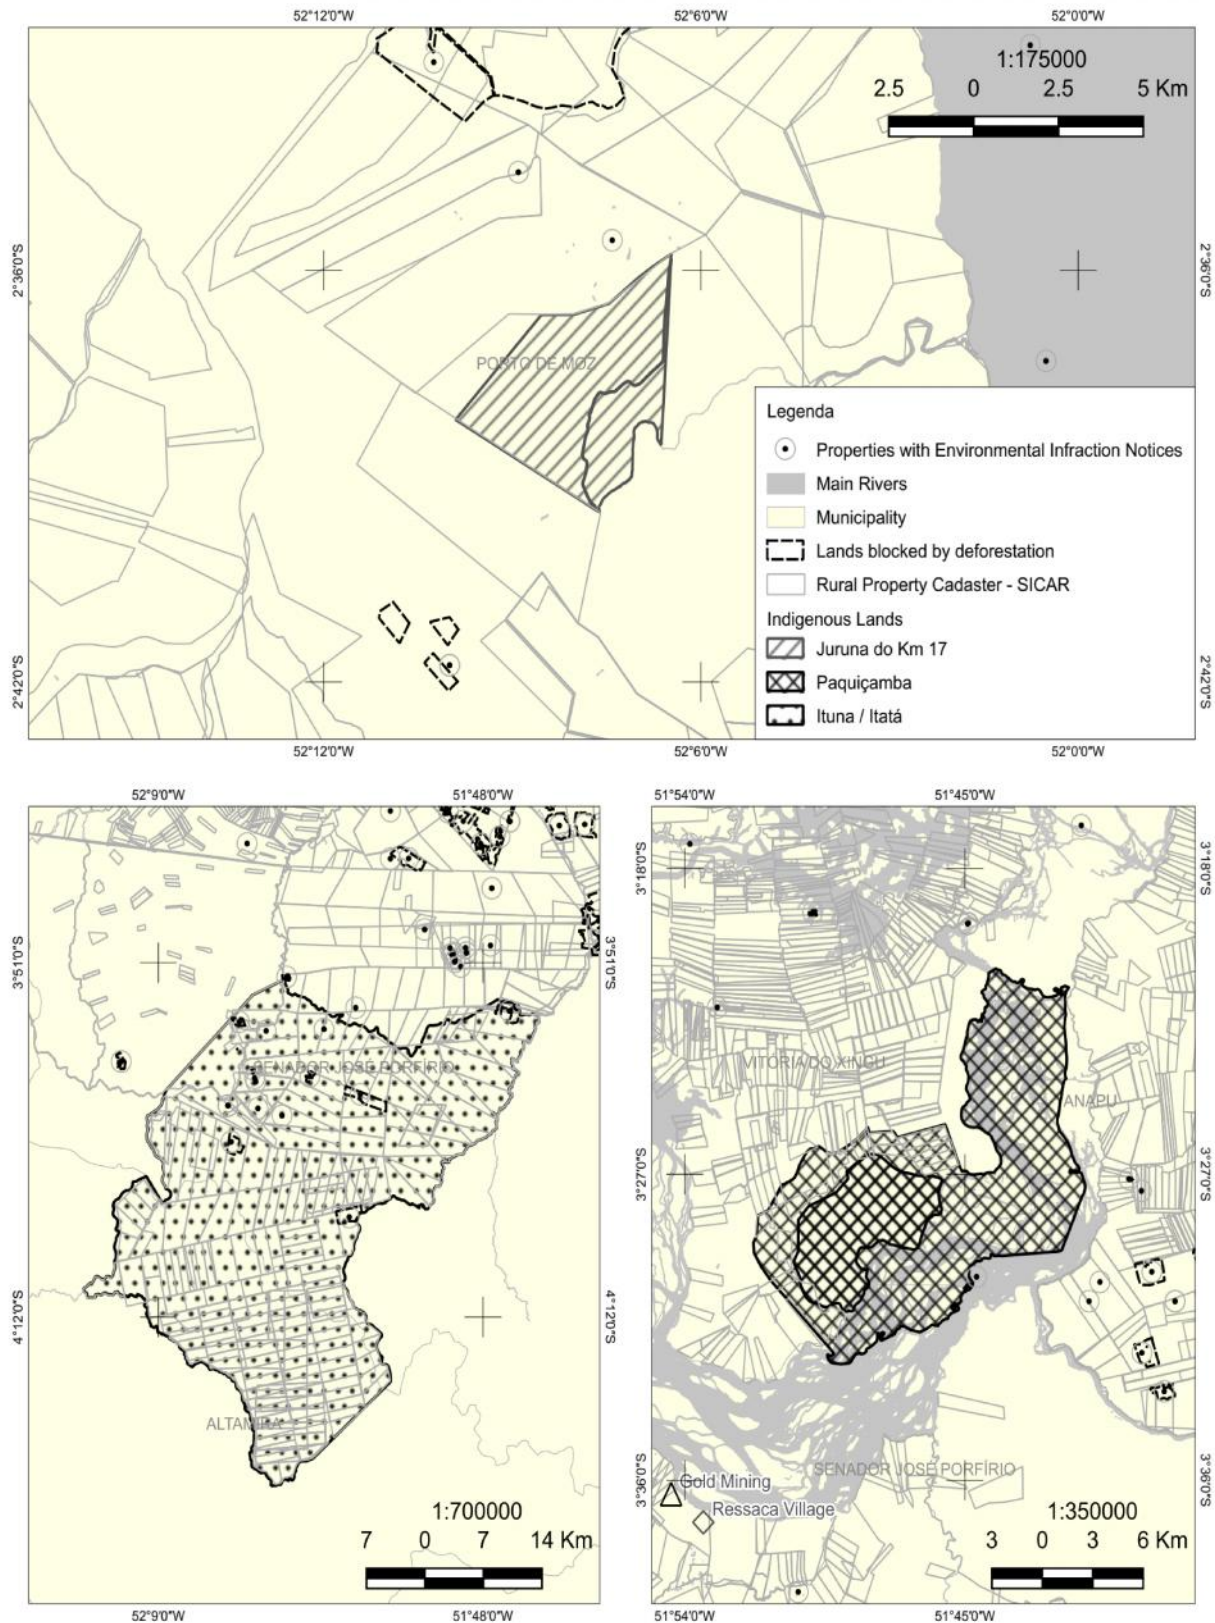 52°12'0"W 52°6'0"W 52°0'0"W
1:175000
2.5 0 2.5 5 Km
2°36'0"S 2°36'0"S
PORTO DE MOZ
Legenda
Properties with Environmental Infraction Notices
Main Rivers
Municipality
Lands blocked by deforestation
Rural Property Cadaster - SICAR
Indigenous Lands
Juruna do Km 17
Paquiçamba
Ituna / Itatá
2°42'0"S 2°42'0"S
52°12'0"W 52°6'0"W 52°0'0"W
52°9'0"W 51°48'0"W
3°51'0"S 3°51'0"S
SENADOR JOSÉ PORFÍRIO
4°12'0"S 4°12'0"S
ALTAMIRA
1:700000
7 0 7 14 Km
52°9'0"W 51°48'0"W
51°54'0"W 51°45'0"W
3°18'0"S 3°18'0"S
VITÓRIA DO XINGU
ANAPU
3°27'0"S 3°27'0"S
SENADOR JOSÉ PORFÍRIO
3°36'0"S 3°36'0"S
Gold Mining
Ressaca Village
1:350000
3 0 3 6 Km
51°54'0"W 51°45'0"W